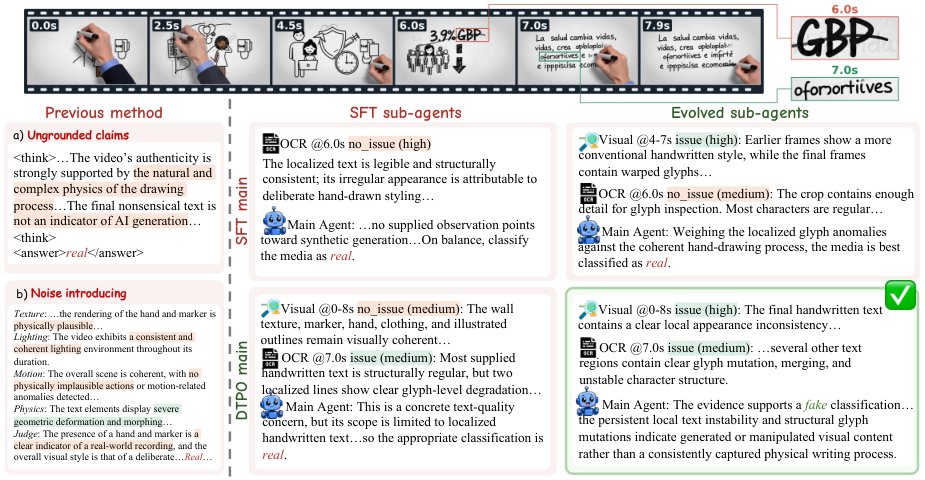 0.0s
2.5s
4.5s
6.0s
3.9% GBP
7.0s
La salud cambia vidas,
vidas, crea opbloplol
ofornortiives e
e ipppisisca
7.9s
La salud cambia vidas,
vidas, crea opbloplol
ofornortiives e imfrté
e ipppisisca econom
6.0s
GBP
7.0s
ofornortiives
Previous method
SFT sub-agents
Evolved sub-agents
a) Ungrounded claims
<think>…The video's authenticity is
strongly supported by the natural and
complex physics of the drawing
process…The final nonsensical text is
not an indicator of AI generation…
<think>
<answer>real</answer>
SFT main
OCR
OCR @6.0s no_issue (high)
The localized text is legible and structurally
consistent; its irregular appearance is attributable to
deliberate hand-drawn styling…
Main Agent: …no supplied observation points
toward synthetic generation…On balance, classify
the media as real.
Visual @4-7s issue (high): Earlier frames show a more
conventional handwritten style, while the final frames
contain warped glyphs…
OCR
OCR @6.0s no_issue (medium): The crop contains enough
detail for glyph inspection. Most characters are regular…
Main Agent: Weighing the localized glyph anomalies
against the coherent hand-drawing process, the media is best
classified as real.
b) Noise introducing
Texture: …the rendering of the hand and marker is
physically plausible…
Lighting: The video exhibits a consistent and
coherent lighting environment throughout its
duration.
Motion: The overall scene is coherent, with no
physically implausible actions or motion-related
anomalies detected…
Physics: The text elements display severe
geometric deformation and morphing…
Judge: The presence of a hand and marker is a
clear indicator of a real-world recording, and the
overall visual style is that of a deliberate…Real…
DTPO main
Visual @0-8s no_issue (medium): The wall
texture, marker, hand, clothing, and illustrated
outlines remain visually coherent…
OCR
OCR @7.0s issue (medium): Most supplied
handwritten text is structurally regular, but two
localized lines show clear glyph-level degradation…
Main Agent: This is a concrete text-quality
concern, but its scope is limited to localized
handwritten text…so the appropriate classification is
real.
Visual @0-8s issue (high): The final handwritten text
contains a clear local appearance inconsistency…
OCR
OCR @7.0s issue (medium): …several other text
regions contain clear glyph mutation, merging, and
unstable character structure.
Main Agent: The evidence supports a fake classification…
the persistent local text instability and structural glyph
mutations indicate generated or manipulated visual content
rather than a consistently captured physical writing process.